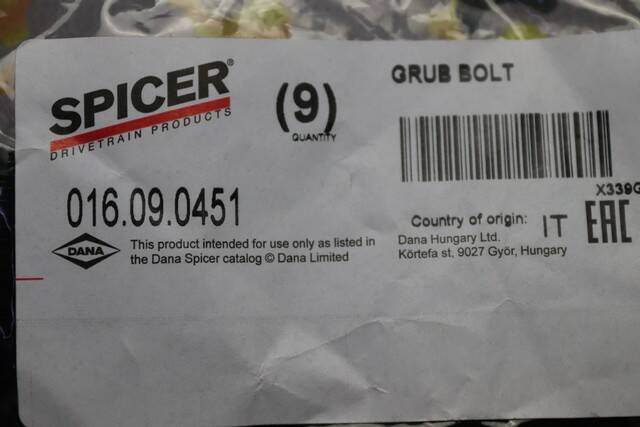 SPICER®
DRIVETRAIN PRODUCTS
(9)
QUANTITY
GRUB BOLT
X339G
016.09.0451
Country of origin: IT
EAC
DANA
This product intended for use only as listed in
the Dana Spicer catalog © Dana Limited
Dana Hungary Ltd.
Körtefa st, 9027 Győr, Hungary